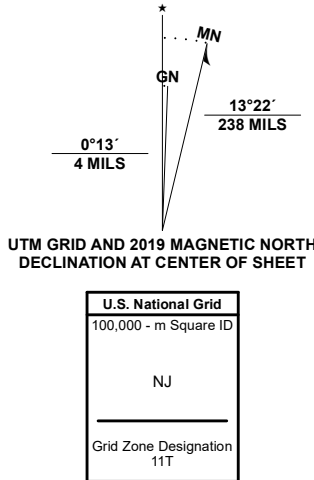 ★
MN
GN
13°22´
238 MILS
0°13´
4 MILS
UTM GRID AND 2019 MAGNETIC NORTH
DECLINATION AT CENTER OF SHEET
U.S. National Grid
100,000 - m Square ID
NJ
Grid Zone Designation
11T